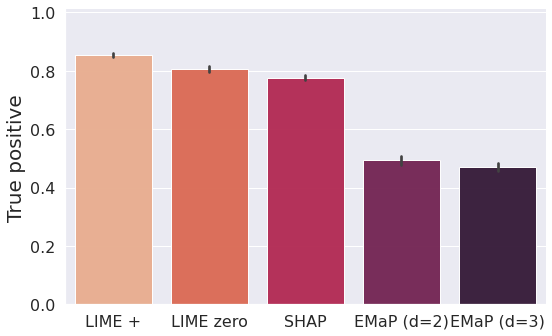 True positive
1.0
0.8
0.6
0.4
0.2
0.0
LIME +
LIME zero
SHAP
EMaP (d=2)
EMaP (d=3)